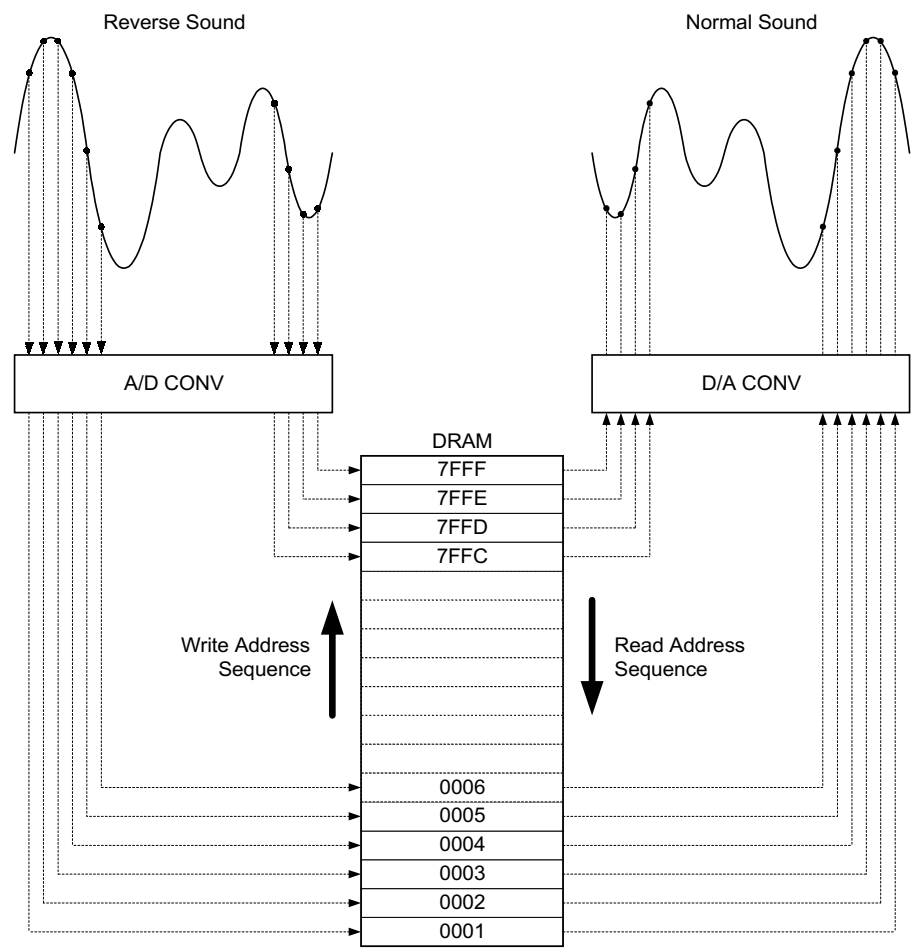 Reverse Sound
Normal Sound
A/D CONV
D/A CONV
DRAM
7FFF
7FFE
7FFD
7FFC
Write Address
Sequence
Read Address
Sequence
0006
0005
0004
0003
0002
0001